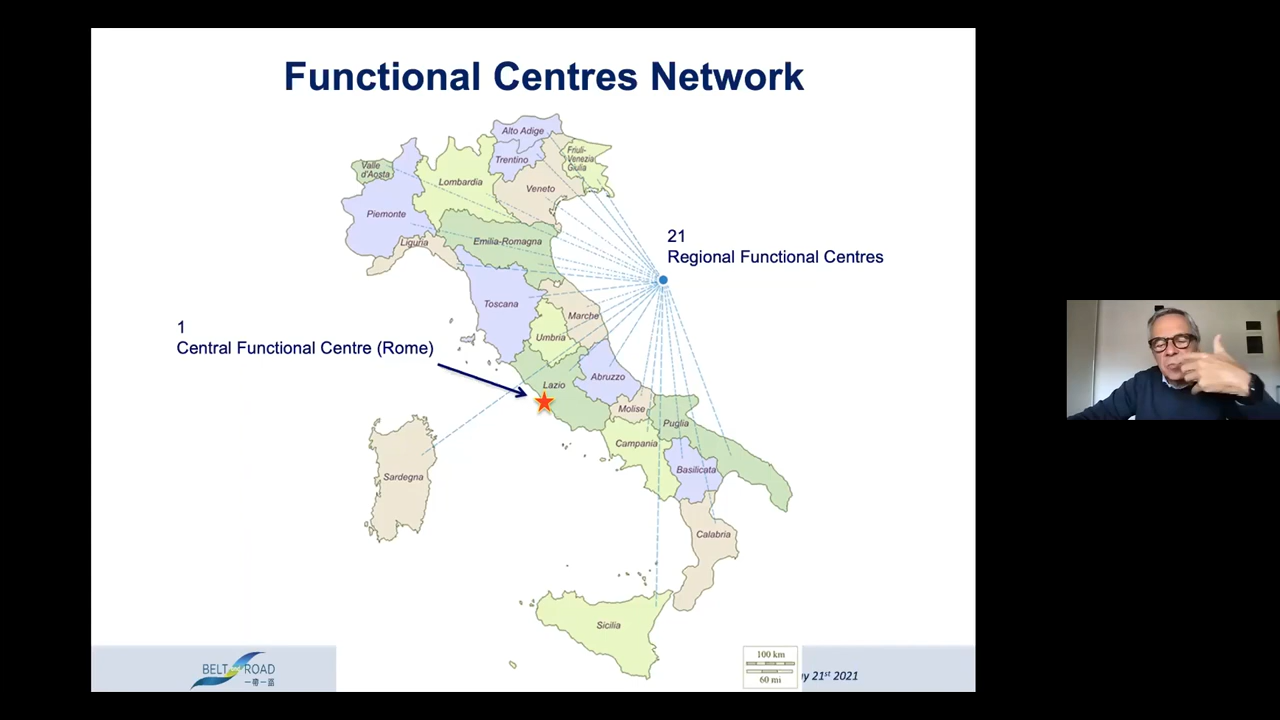 Functional Centres Network
Alto Adige
Trentino
Friuli-
Venezia
Giulia
Valle
d'Aosta
Lombardia
Veneto
Piemonte
Liguria
Emilia-Romagna
21
Regional Functional Centres
Toscana
Marche
Umbria
1
Central Functional Centre (Rome)
Lazio
Abruzzo
Molise
Puglia
Campania
Basilicata
Sardegna
Calabria
Sicilia
BELT ROAD
一帶一路
100 km
60 mi
21st 2021